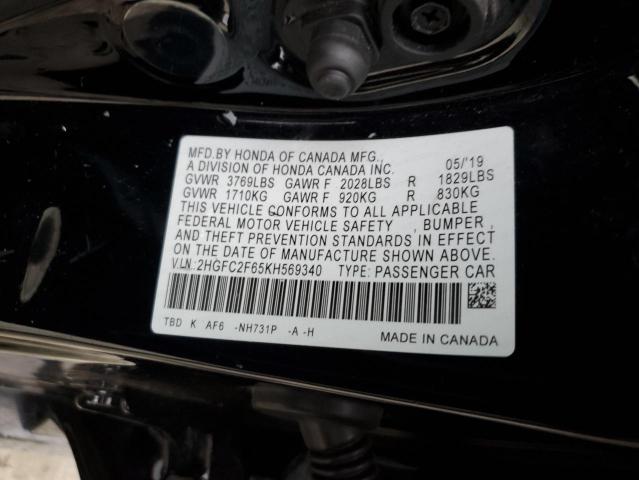 MFD.BY HONDA OF CANADA MFG., 05/'19
A DIVISION OF HONDA CANADA INC.
GVWR 3769LBS GAWR F 2028LBS R 1829LBS
GVWR 1710KG GAWR F 920KG R 830KG
THIS VEHICLE CONFORMS TO ALL APPLICABLE
FEDERAL MOTOR VEHICLE SAFETY , BUMPER ,
AND THEFT PREVENTION STANDARDS IN EFFECT
ON THE DATE OF MANUFACTURE SHOWN ABOVE.
V.I.N.: 2HGFC2F65KH569340 TYPE: PASSENGER CAR
TBD K AF6 -NH731P -A -H MADE IN CANADA